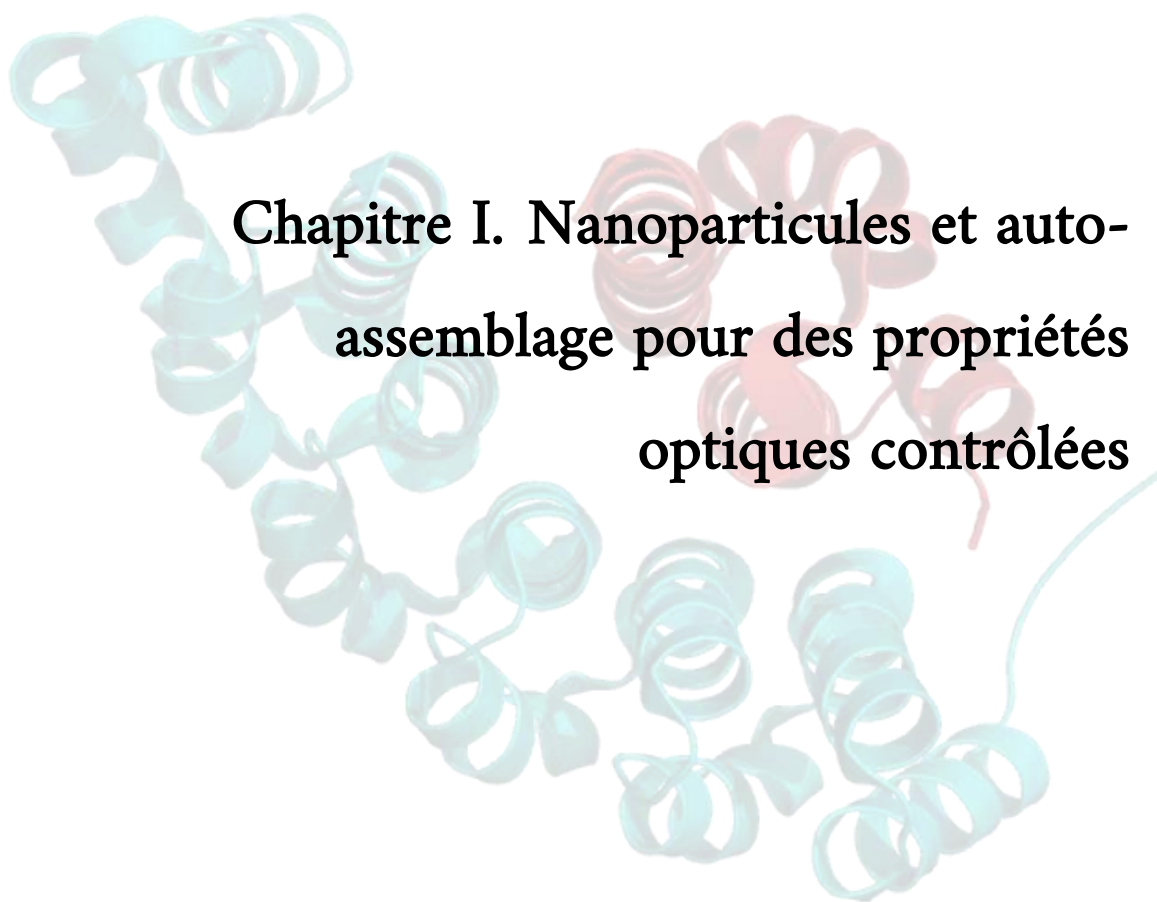 Chapitre I. Nanoparticules et auto-
assemblage pour des propriétés
optiques contrôlées